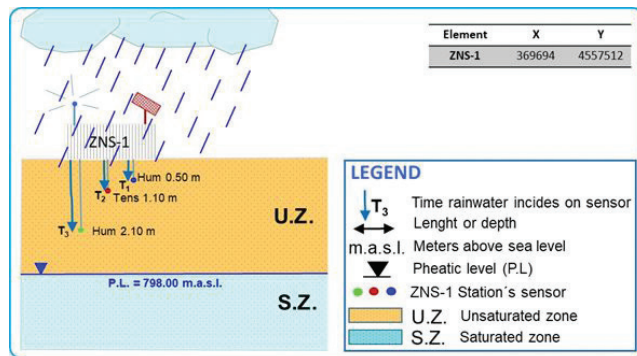 Element X Y
ZNS-1 369694 4557512
ZNS-1
T₁ Hum 0.50 m
T₂ Tens 1.10 m
T₃ Hum 2.10 m
U.Z.
P.L. = 798.00 m.a.s.l.
S.Z.
LEGEND
T₃ Time rainwater incides on sensor
Lenght or depth
m.a.s.l. Meters above sea level
Pheatic level (P.L)
ZNS-1 Station´s sensor
U.Z. Unsaturated zone
S.Z. Saturated zone